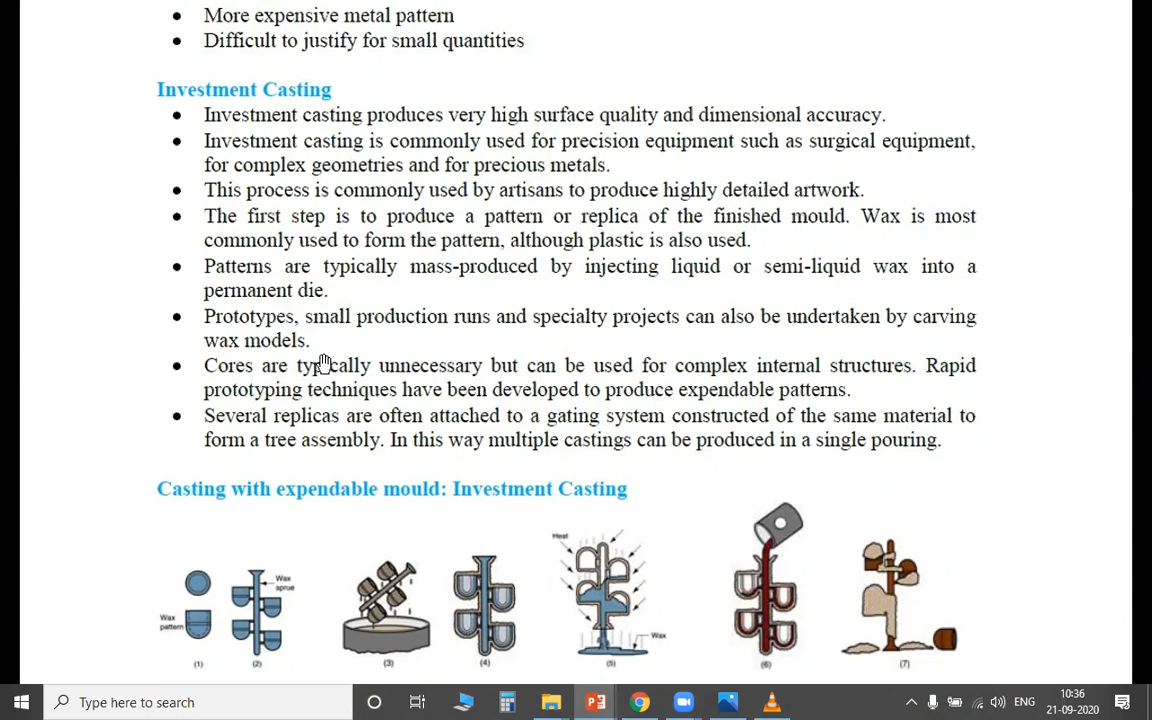 More expensive metal pattern
Difficult to justify for small quantities
Investment Casting
Investment casting produces very high surface quality and dimensional accuracy.
Investment casting is commonly used for precision equipment such as surgical equipment,
for complex geometries and for precious metals.
This process is commonly used by artisans to produce highly detailed artwork.
The first step is to produce a pattern or replica of the finished mould. Wax is most
commonly used to form the pattern, although plastic is also used.
Patterns are typically mass-produced by injecting liquid or semi-liquid wax into a
permanent die.
Prototypes, small production runs and specialty projects can also be undertaken by carving
wax models.
Cores are typically unnecessary but can be used for complex internal structures. Rapid
prototyping techniques have been developed to produce expendable patterns.
Several replicas are often attached to a gating system constructed of the same material to
form a tree assembly. In this way multiple castings can be produced in a single pouring.
Casting with expendable mould: Investment Casting
Heat
Wax
sprue
Wax
pattern
Wax
(1) (2) (3) (4) (5) (6) (7)
Type here to search
ENG
10:36
21-09-2020